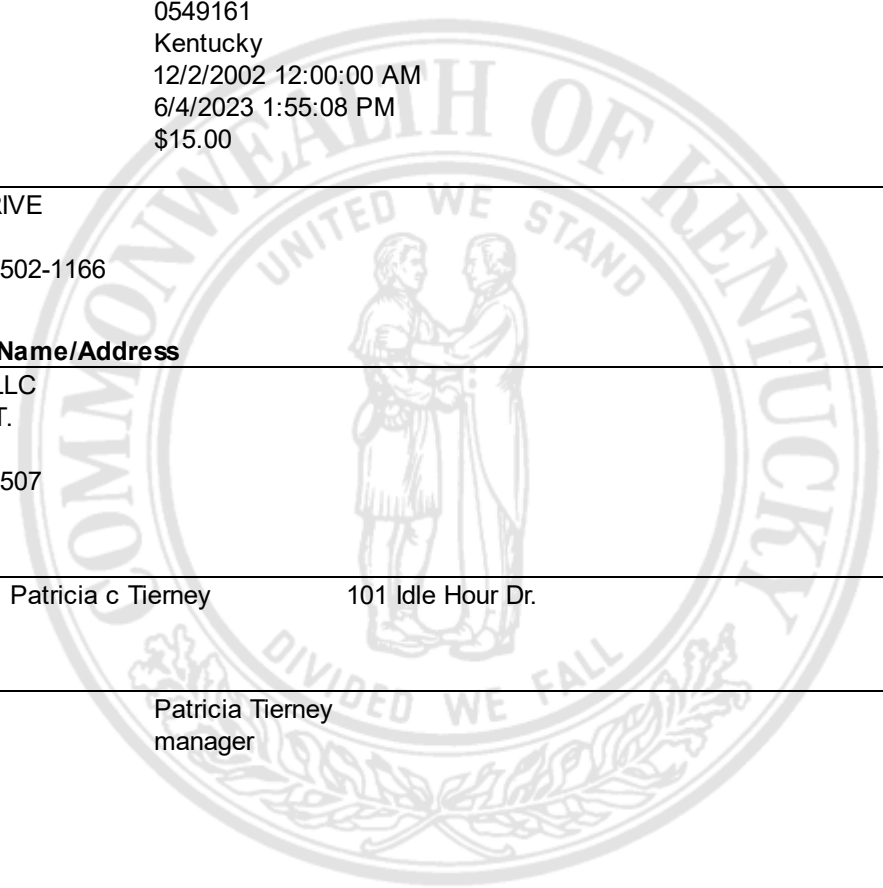 0549161
Kentucky
12/2/2002 12:00:00 AM
6/4/2023 1:55:08 PM
$15.00
RIVE
502-1166
Name/Address
LLC
T.
507
Patricia c Tierney 101 Idle Hour Dr.
Patricia Tierney
manager
COMMONWEALTH OF KENTUCKY
UNITED WE STAND
DIVIDED WE FALL